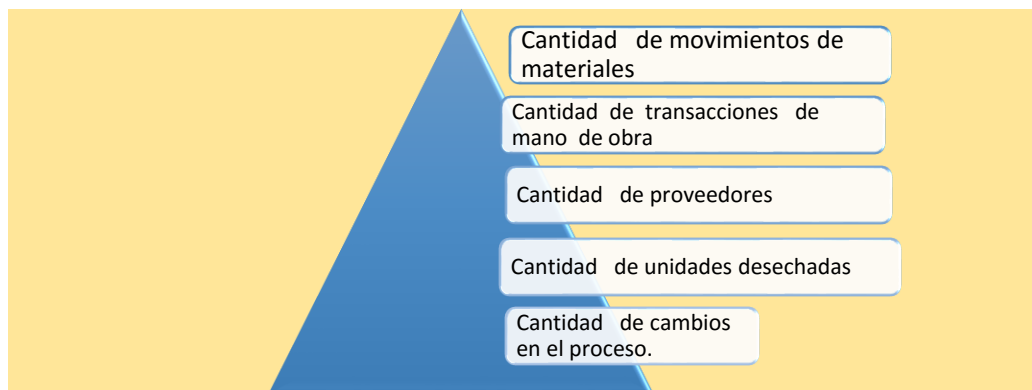 Cantidad de movimientos de
materiales
Cantidad de transacciones de
mano de obra
Cantidad de proveedores
Cantidad de unidades desechadas
Cantidad de cambios
en el proceso.